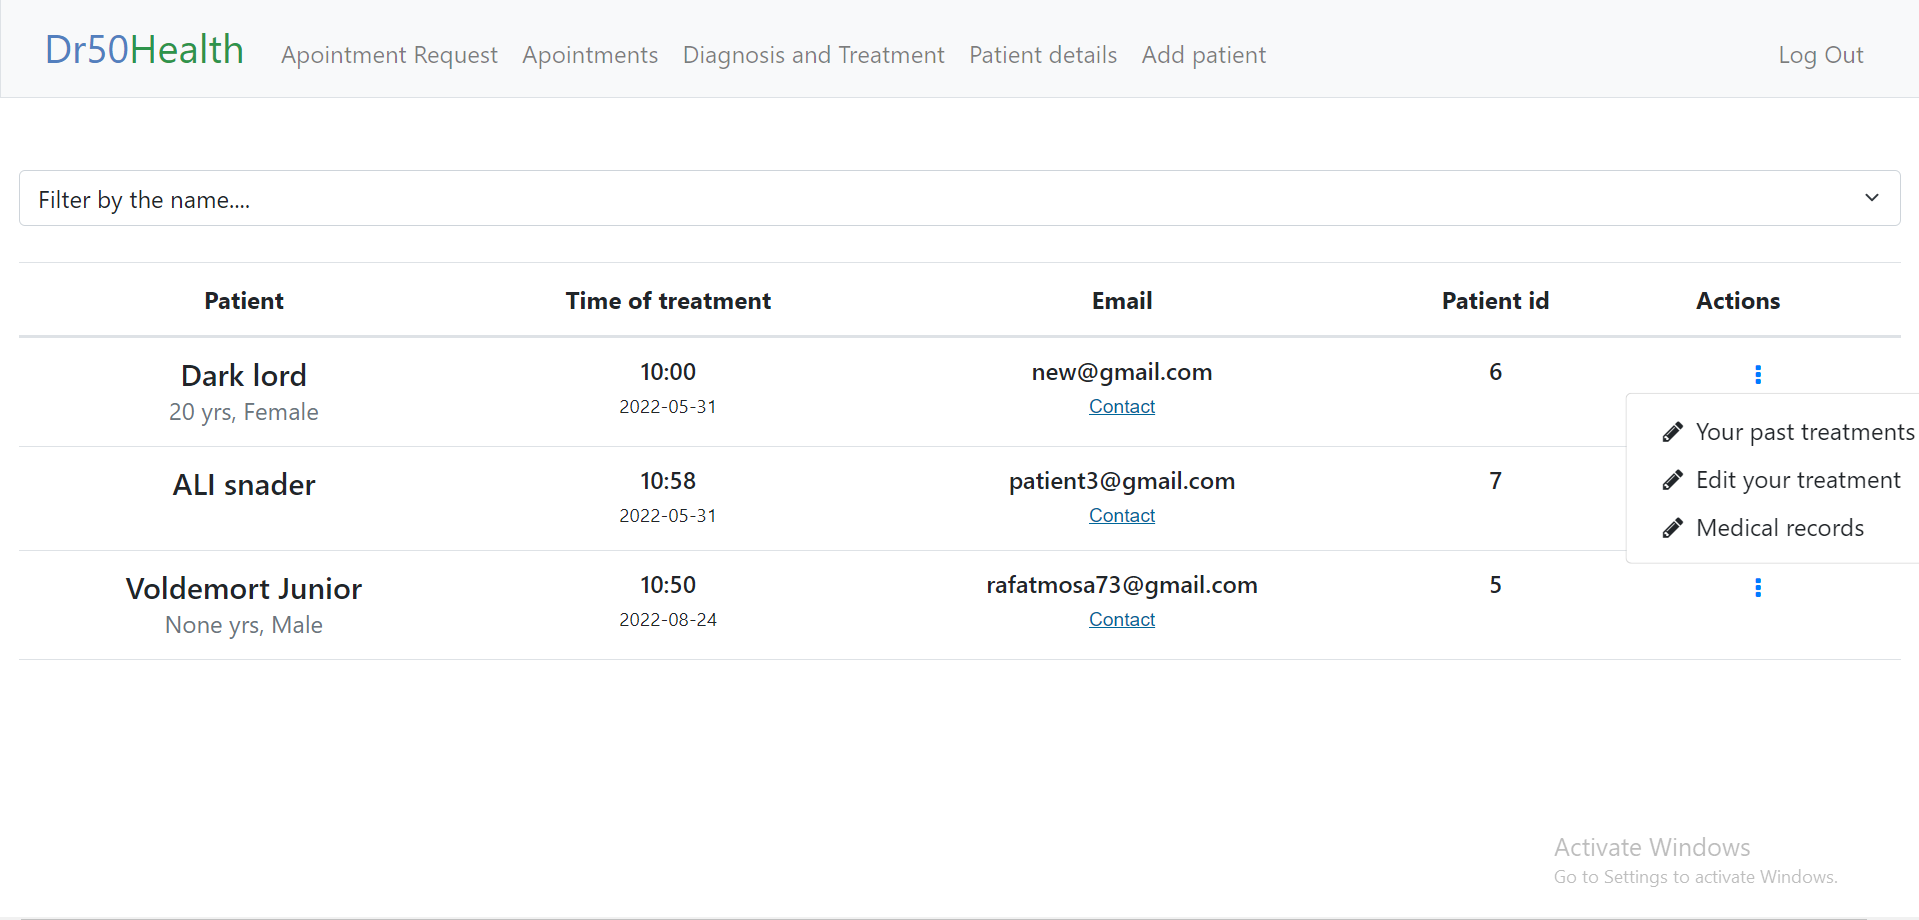 Dr50Health Apointment Request Apointments Diagnosis and Treatment Patient details Add patient Log Out
Filter by the name....
Patient Time of treatment Email Patient id Actions
Dark lord 10:00 new@gmail.com 6
20 yrs, Female 2022-05-31 Contact
Your past treatments
Edit your treatment
Medical records
ALI snader 10:58 patient3@gmail.com 7
2022-05-31 Contact
Voldemort Junior 10:50 rafatmosa73@gmail.com 5
None yrs, Male 2022-08-24 Contact
Activate Windows
Go to Settings to activate Windows.